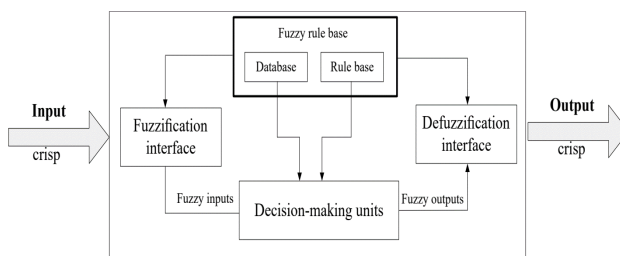 Fuzzy rule base
Database
Rule base
Input
crisp
Fuzzification
interface
Defuzzification
interface
Output
crisp
Fuzzy inputs
Decision-making units
Fuzzy outputs